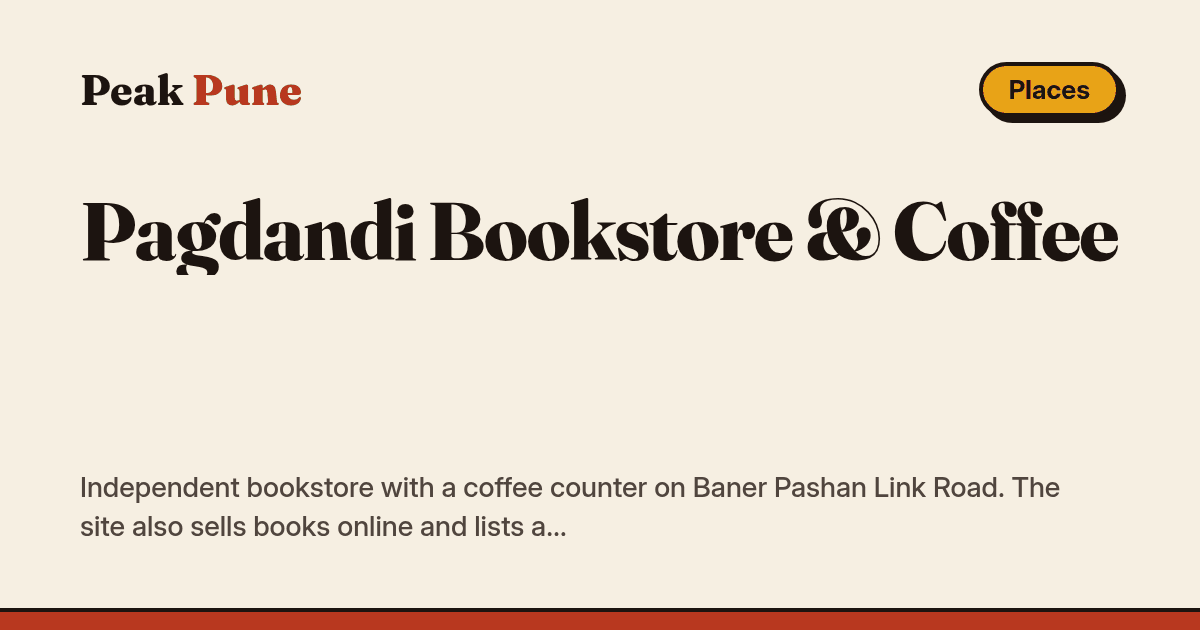 Peak Pune
Places
Pagdandi Bookstore & Coffee
Independent bookstore with a coffee counter on Baner Pashan Link Road. The
site also sells books online and lists a...